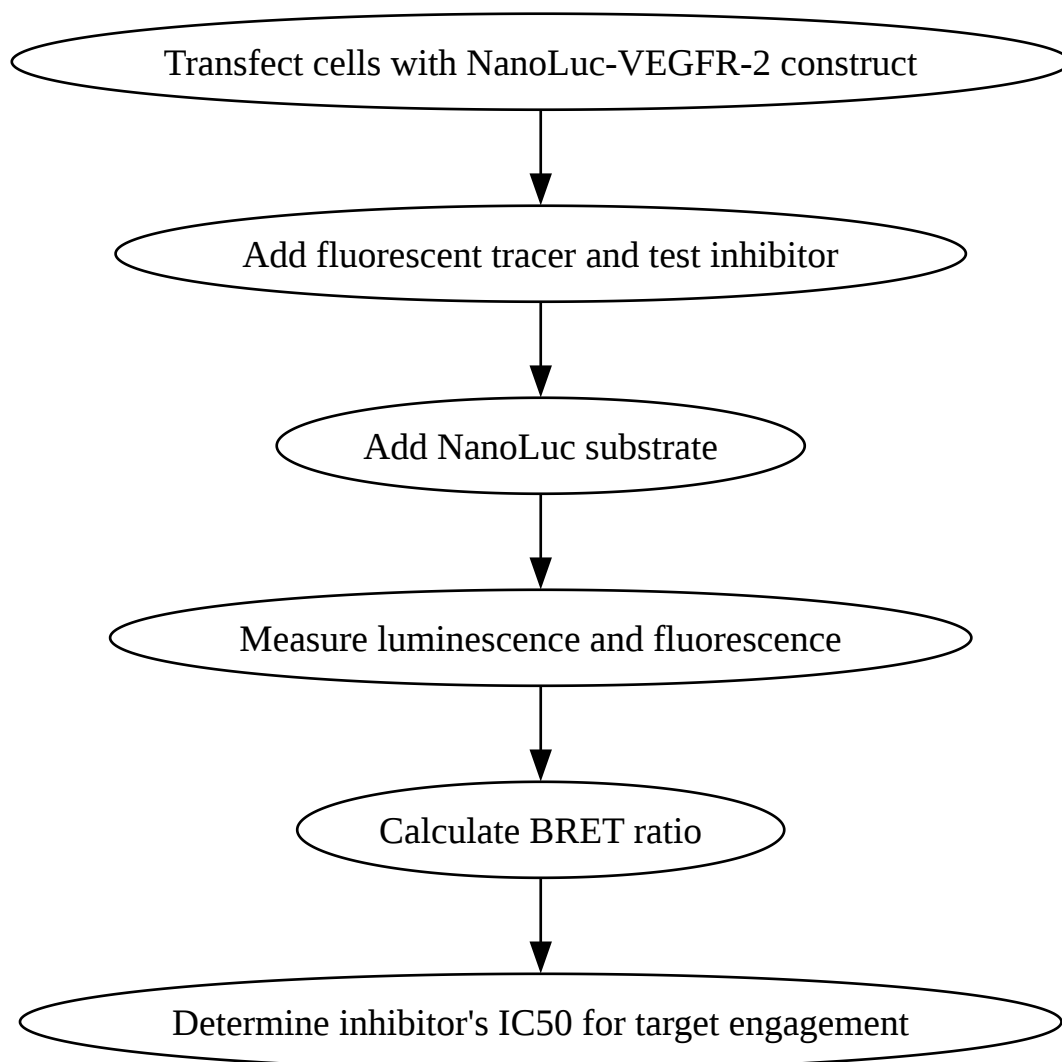 Transfect cells with NanoLuc-VEGFR-2 construct
Add fluorescent tracer and test inhibitor
Add NanoLuc substrate
Measure luminescence and fluorescence
Calculate BRET ratio
Determine inhibitor's IC50 for target engagement